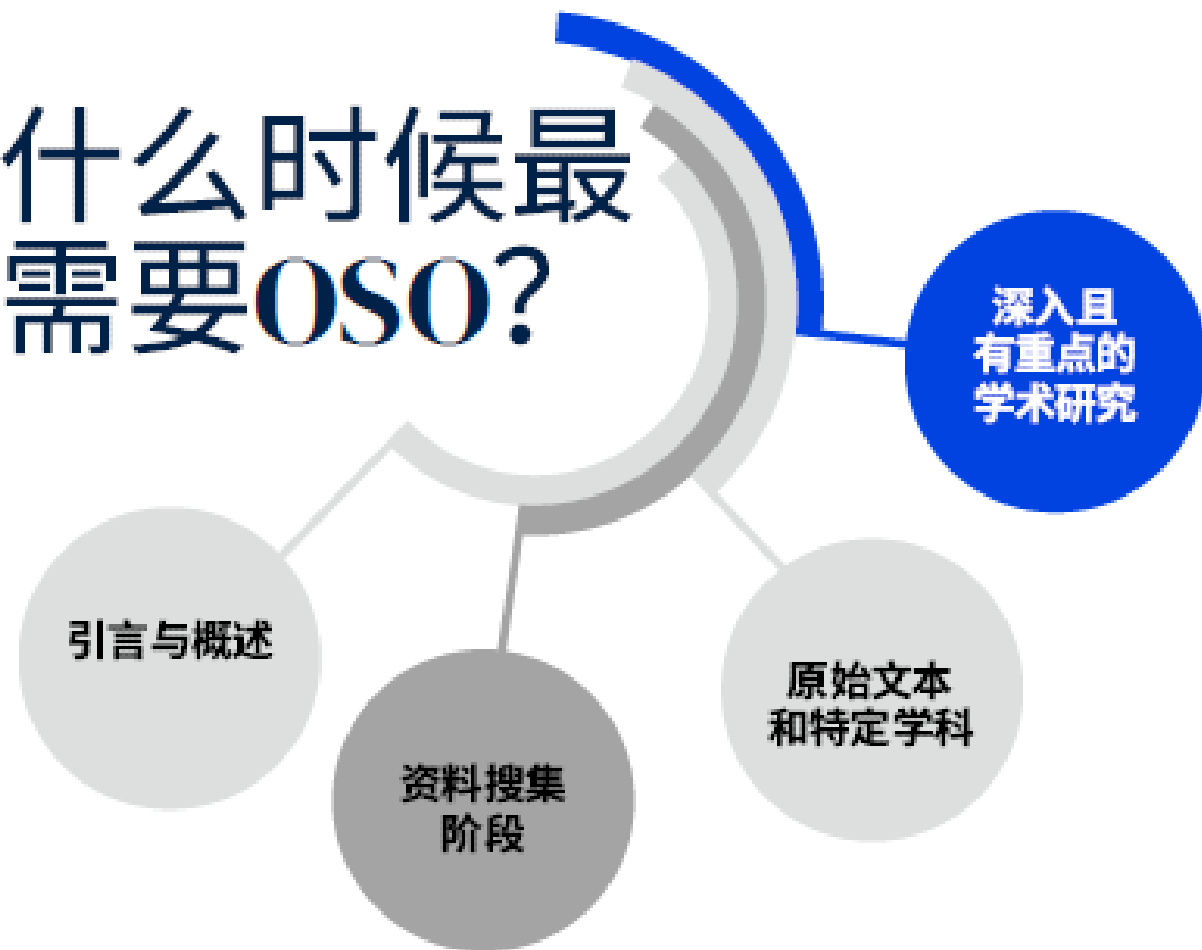 什么时候最
需要OSO?
深入且
有重点的
学术研究
引言与概述
原始文本
和特定学科
资料搜集
阶段